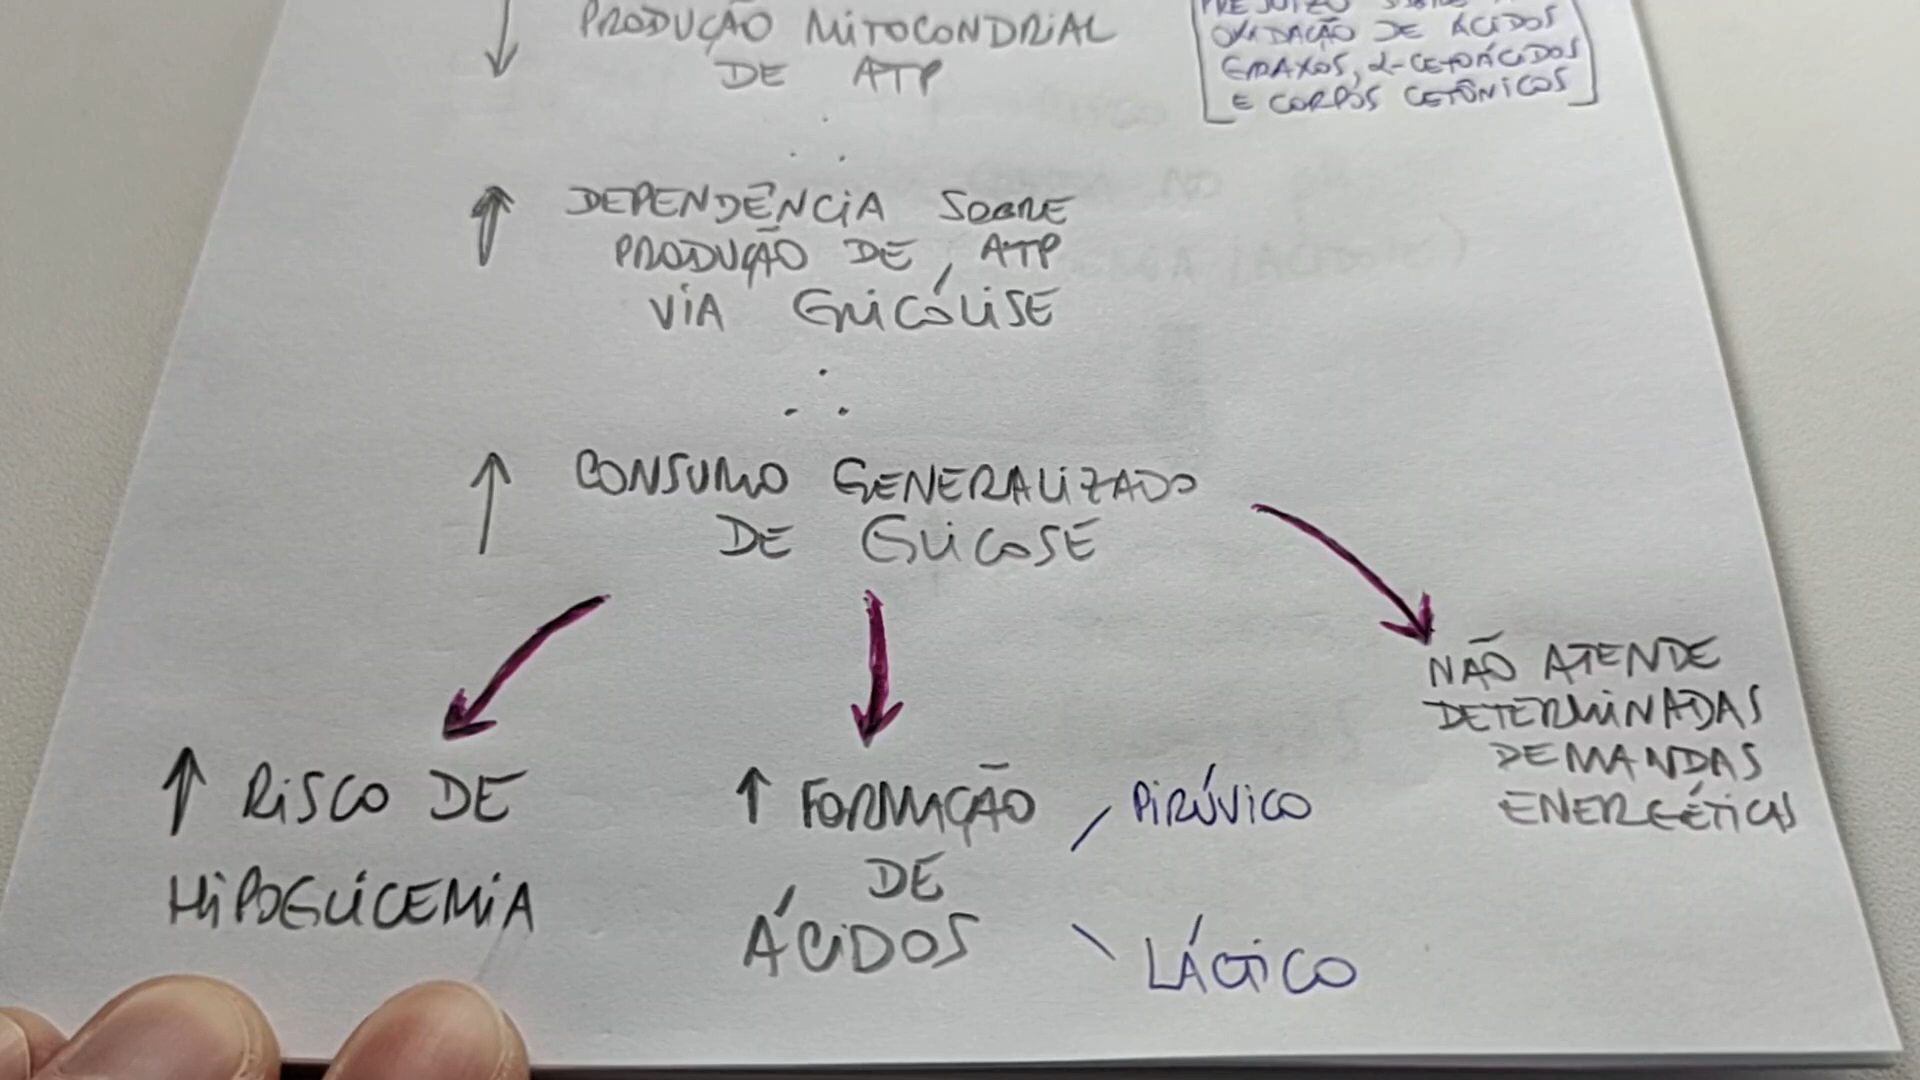 ↓ PRODUÇÃO MITOCONDRIAL
DE ATP
OXIDAÇÃO DE ÁCIDOS
GRAXOS, α-CETOÁCIDOS
E CORPOS CETÔNICOS
∴
↑ DEPENDÊNCIA SOBRE
PRODUÇÃO DE ATP
VIA GLICÓLISE
∴
↑ CONSUMO GENERALIZADO
DE GLICOSE
↑ RISCO DE
HIPOGLICEMIA
↑ FORMAÇÃO
DE
ÁCIDOS
PIRÚVICO
LÁCTICO
NÃO ATENDE
DETERMINADAS
DEMANDAS
ENERGÉTICAS